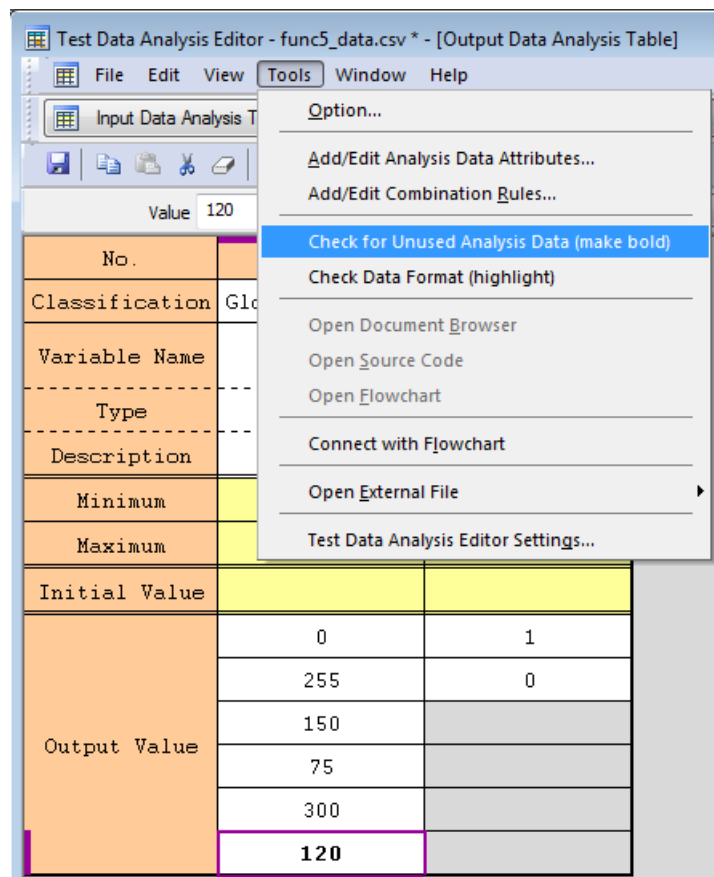 Test Data Analysis Editor - func5_data.csv * - [Output Data Analysis Table]
File Edit View Tools Window Help
Input Data Analysis T
Value 120
Option...
Add/Edit Analysis Data Attributes...
Add/Edit Combination Rules...
Check for Unused Analysis Data (make bold)
Check Data Format (highlight)
Open Document Browser
Open Source Code
Open Flowchart
Connect with Flowchart
Open External File
Test Data Analysis Editor Settings...
No.
Classification Glo
Variable Name
Type
Description
Minimum
Maximum
Initial Value
Output Value
0 1
255 0
150
75
300
120